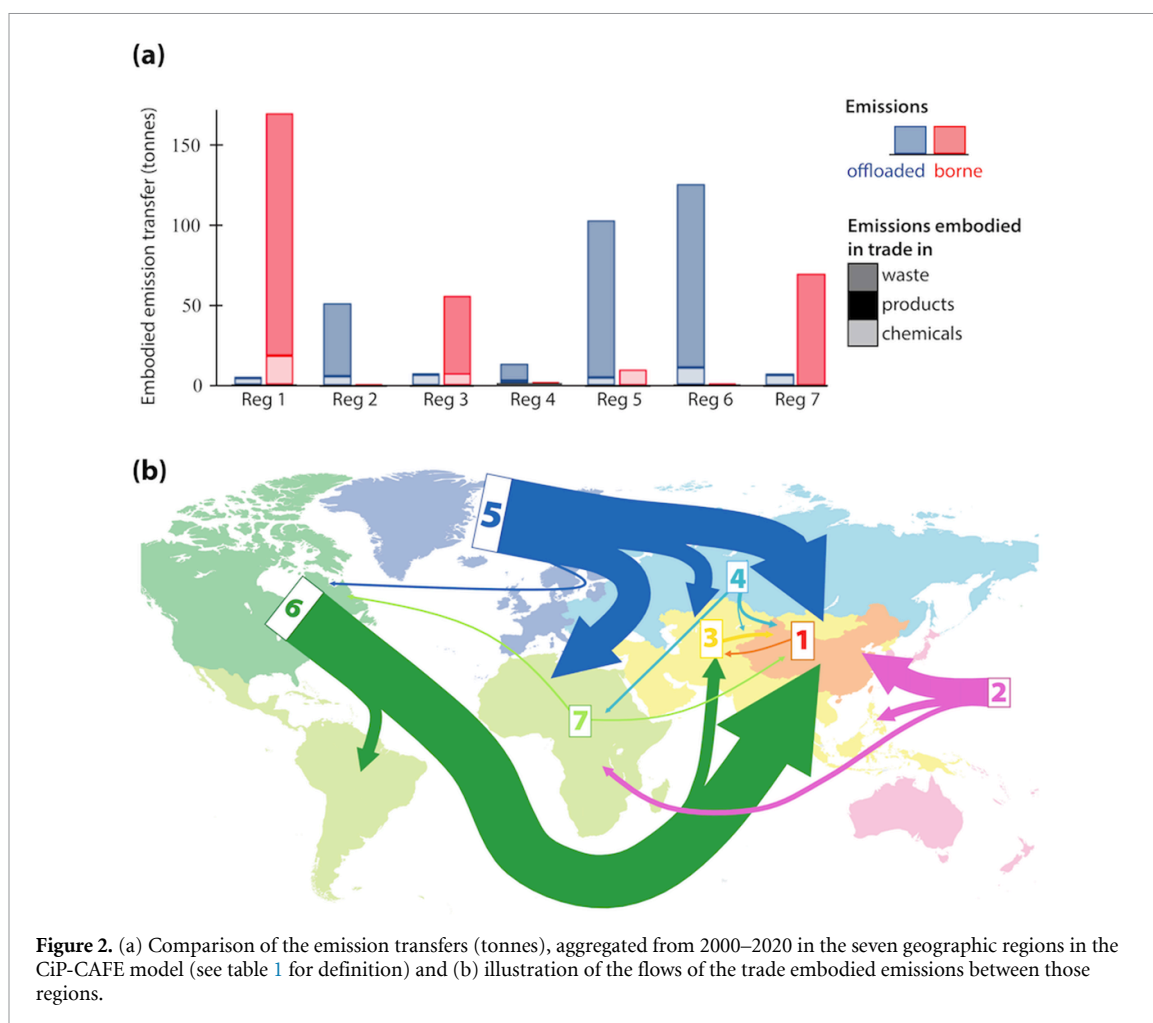 (a)
Embodied emission transfer (tonnes)
150
100
50
0
Reg 1 Reg 2 Reg 3 Reg 4 Reg 5 Reg 6 Reg 7
Emissions
offloaded borne
Emissions embodied
in trade in
waste
products
chemicals
(b)
5
6
4
3
1
2
7
Figure 2. (a) Comparison of the emission transfers (tonnes), aggregated from 2000–2020 in the seven geographic regions in the
CiP-CAFE model (see table 1 for definition) and (b) illustration of the flows of the trade embodied emissions between those
regions.